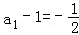 a₁ − 1 = − 1/2